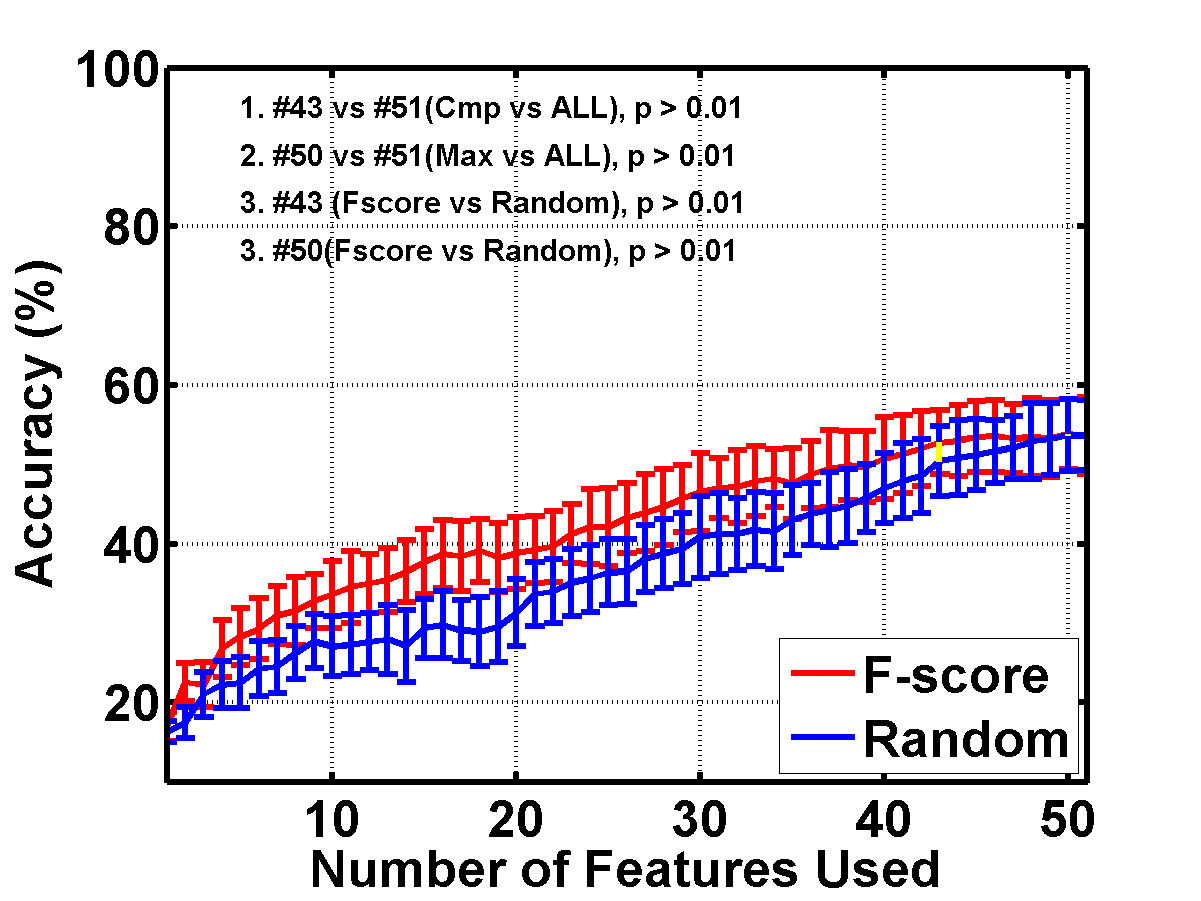 100
80
60
40
20
1. #43 vs #51(Cmp vs ALL), p > 0.01
2. #50 vs #51(Max vs ALL), p > 0.01
3. #43 (Fscore vs Random), p > 0.01
3. #50(Fscore vs Random), p > 0.01
Accuracy (%)
F-score
Random
10 20 30 40 50
Number of Features Used